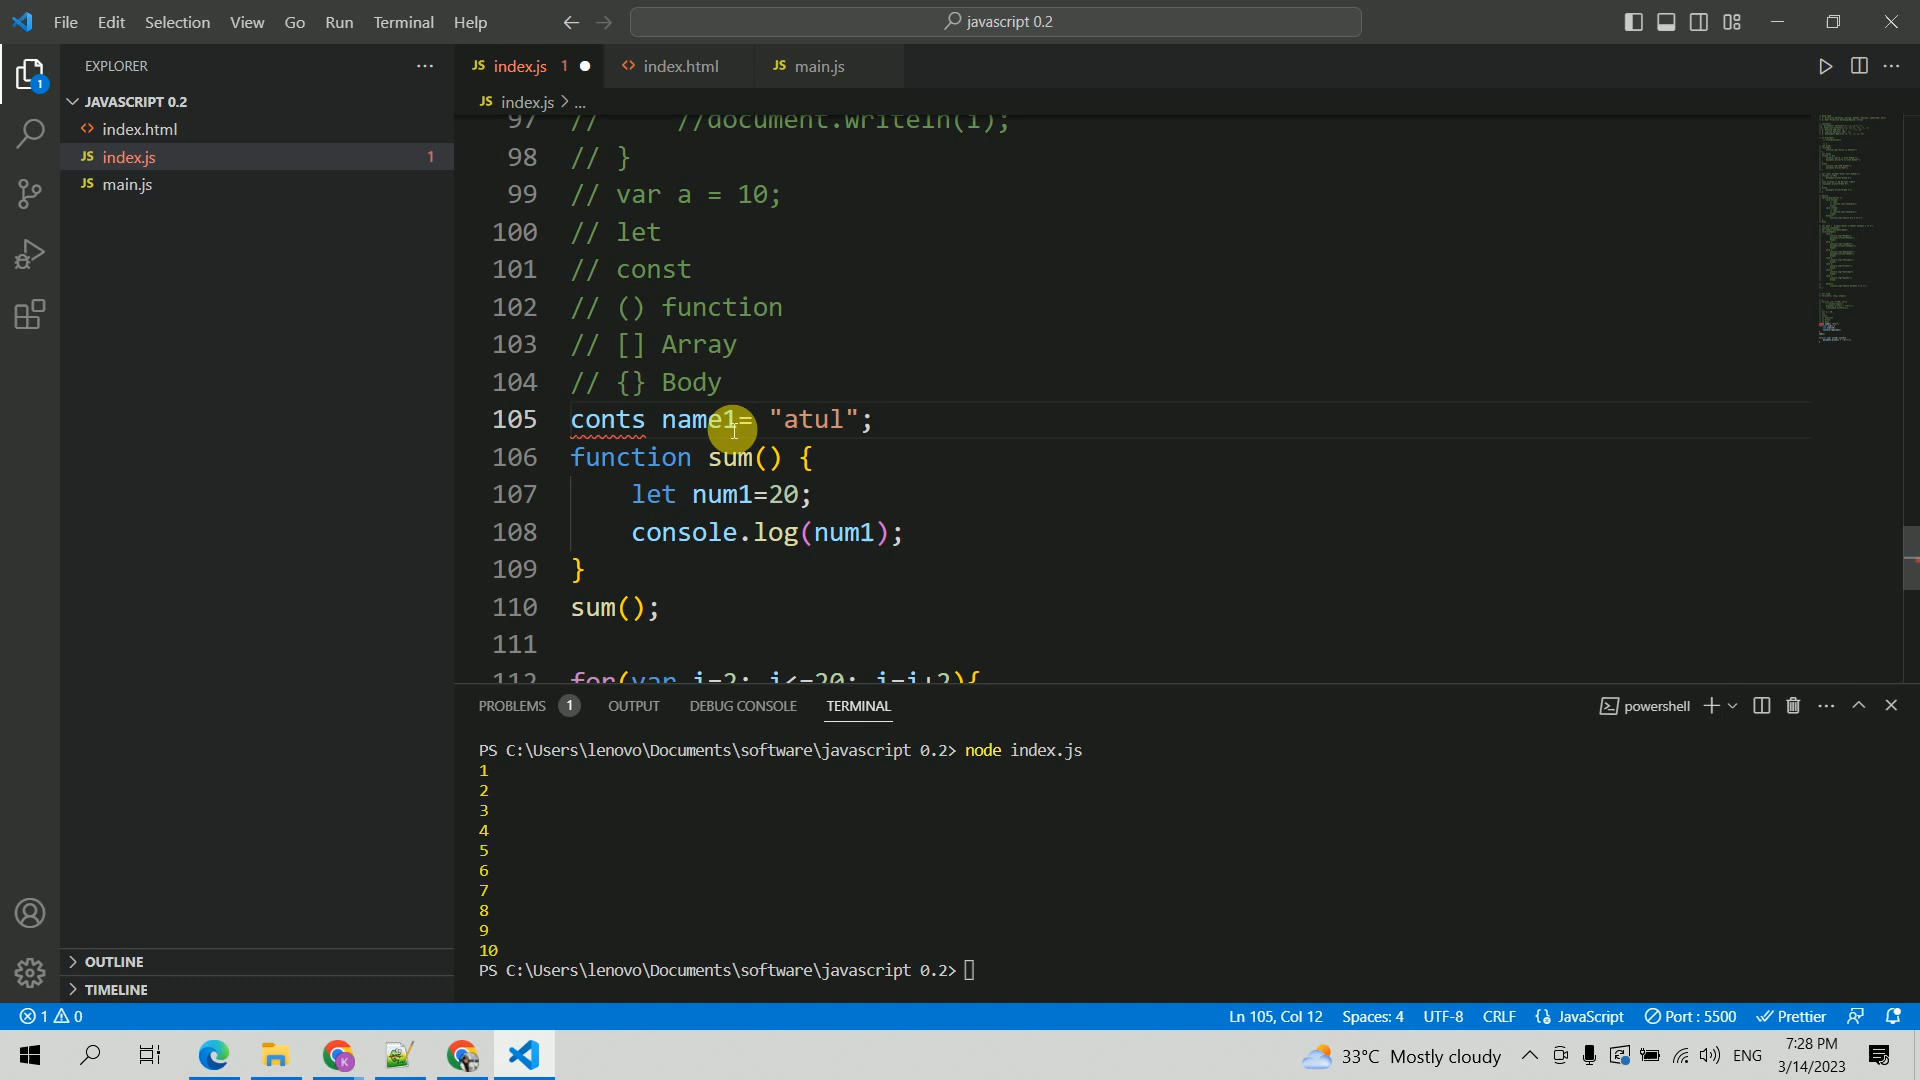 File Edit Selection View Go Run Terminal Help
javascript 0.2
EXPLORER
JS index.js 1
<> index.html
JS main.js
1
JAVASCRIPT 0.2
JS index.js > ...
<> index.html
JS index.js 1
JS main.js
97 // //document.writeln(i);
98 // }
99 // var a = 10;
100 // let
101 // const
102 // () function
103 // [] Array
104 // {} Body
105 conts name1= "atul";
106 function sum() {
107 let num1=20;
108 console.log(num1);
109 }
110 sum();
111
112 for(var i=2; i<=20; i=i+2){
PROBLEMS 1 OUTPUT DEBUG CONSOLE TERMINAL
powershell
PS C:\Users\lenovo\Documents\software\javascript 0.2> node index.js
1
2
3
4
5
6
7
8
9
10
PS C:\Users\lenovo\Documents\software\javascript 0.2>
OUTLINE
TIMELINE
1 0
Ln 105, Col 12 Spaces: 4 UTF-8 CRLF {} JavaScript Port : 5500 Prettier
K
33°C Mostly cloudy
ENG
7:28 PM
3/14/2023